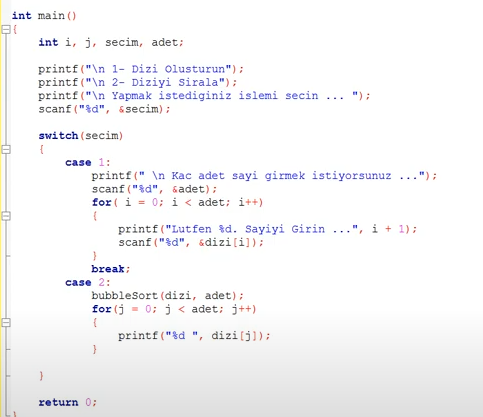 int main()
{
int i, j, secim, adet;
printf("\n 1- Dizi Olusturun");
printf("\n 2- Diziyi Sirala");
printf("\n Yapmak istediginiz islemi secin ... ");
scanf("%d", &secim);
switch(secim)
{
case 1:
printf(" \n Kac adet sayi girmek istiyorsunuz ...");
scanf("%d", &adet);
for( i = 0; i < adet; i++)
{
printf("Lutfen %d. Sayiyi Girin ...", i + 1);
scanf("%d", &dizi[i]);
}
break;
case 2:
bubbleSort(dizi, adet);
for(j = 0; j < adet; j++)
{
printf("%d ", dizi[j]);
}
}
return 0;
}